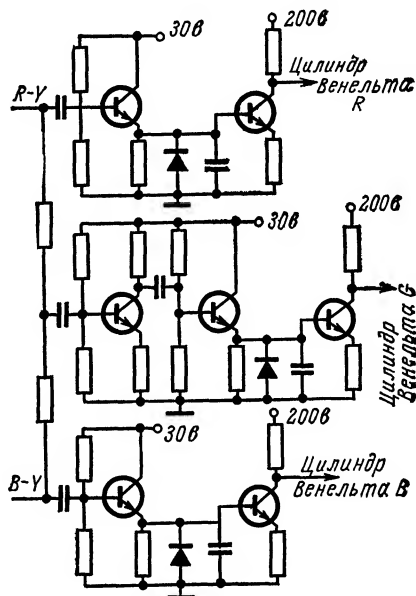 30в
200в
R-Y
Цилиндр
Венельта
R
30в
200в
Цилиндр
Венельта G
B-Y
30в
200в
Цилиндр
Венельта B